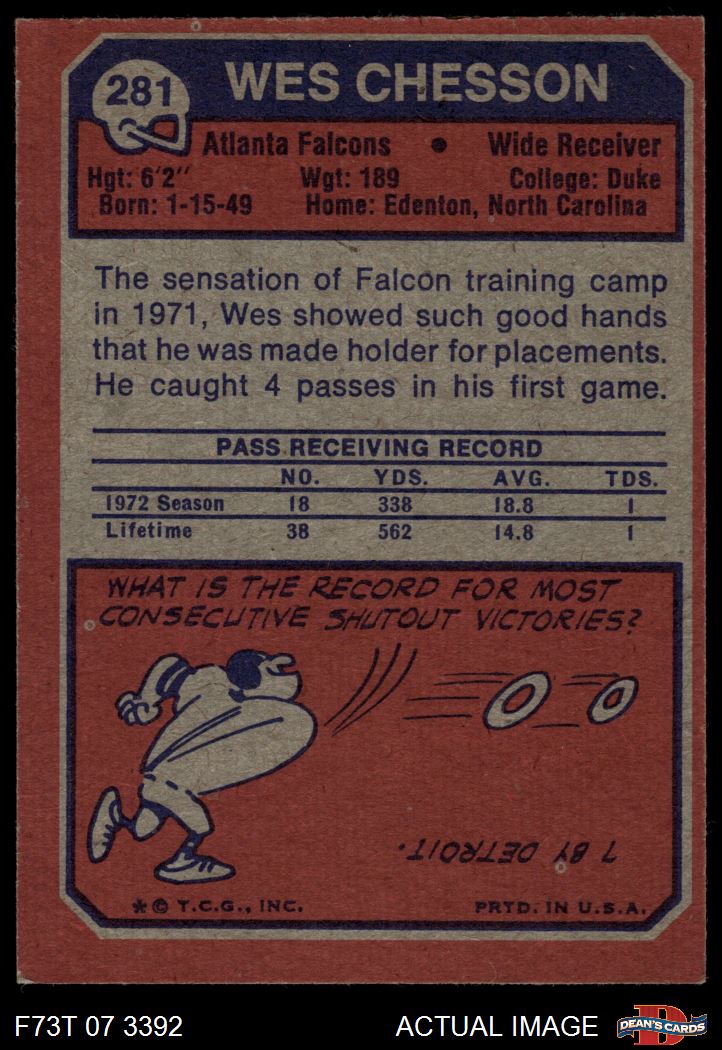 281
WES CHESSON
Atlanta Falcons • Wide Receiver
Hgt: 6'2" Wgt: 189 College: Duke
Born: 1-15-49 Home: Edenton, North Carolina
The sensation of Falcon training camp
in 1971, Wes showed such good hands
that he was made holder for placements.
He caught 4 passes in his first game.
PASS RECEIVING RECORD
NO. YDS. AVG. TDS.
1972 Season 18 338 18.8 1
Lifetime 38 562 14.8 1
WHAT IS THE RECORD FOR MOST
CONSECUTIVE SHUTOUT VICTORIES?
7 BY DETROIT.
* © T.C.G., INC. PRTD. IN U.S.A.
F73T 07 3392 ACTUAL IMAGE D DEAN'S CARDS